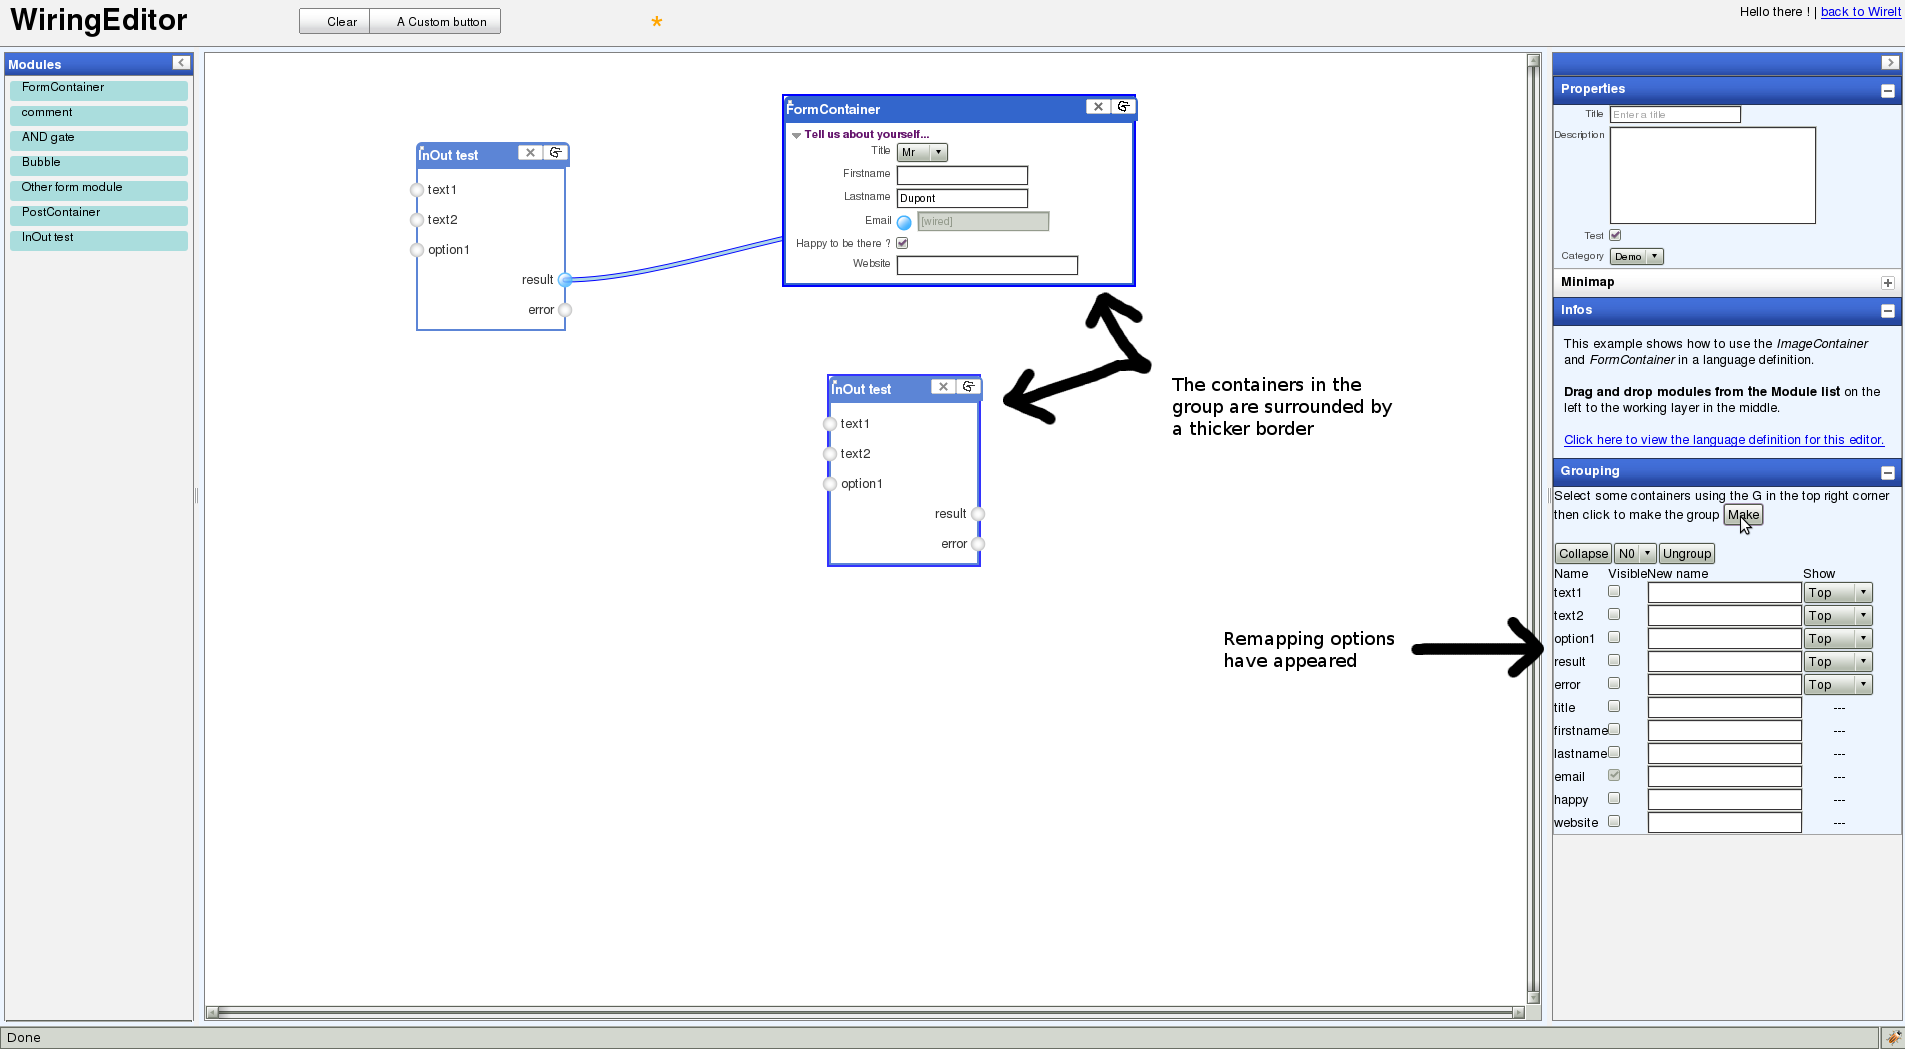 WiringEditor
Clear
A Custom button
*
Hello there ! | back to WireIt
Modules
FormContainer
comment
AND gate
Bubble
Other form module
PostContainer
InOut test
InOut test
text1
text2
option1
result
error
FormContainer
Tell us about yourself...
Title Mr
Firstname
Lastname Dupont
Email [wired]
Happy to be there ?
Website
InOut test
text1
text2
option1
result
error
The containers in the
group are surrounded by
a thicker border
Remapping options
have appeared
Properties
Title Enter a title
Description
Test
Category Demo
Minimap
Infos
This example shows how to use the ImageContainer
and FormContainer in a language definition.
Drag and drop modules from the Module list on the
left to the working layer in the middle.
Click here to view the language definition for this editor.
Grouping
Select some containers using the G in the top right corner
then click to make the group Make
Collapse N0 Ungroup
Name Visible New name Show
text1 Top
text2 Top
option1 Top
result Top
error Top
title ---
firstname ---
lastname ---
email ---
happy ---
website ---
Done